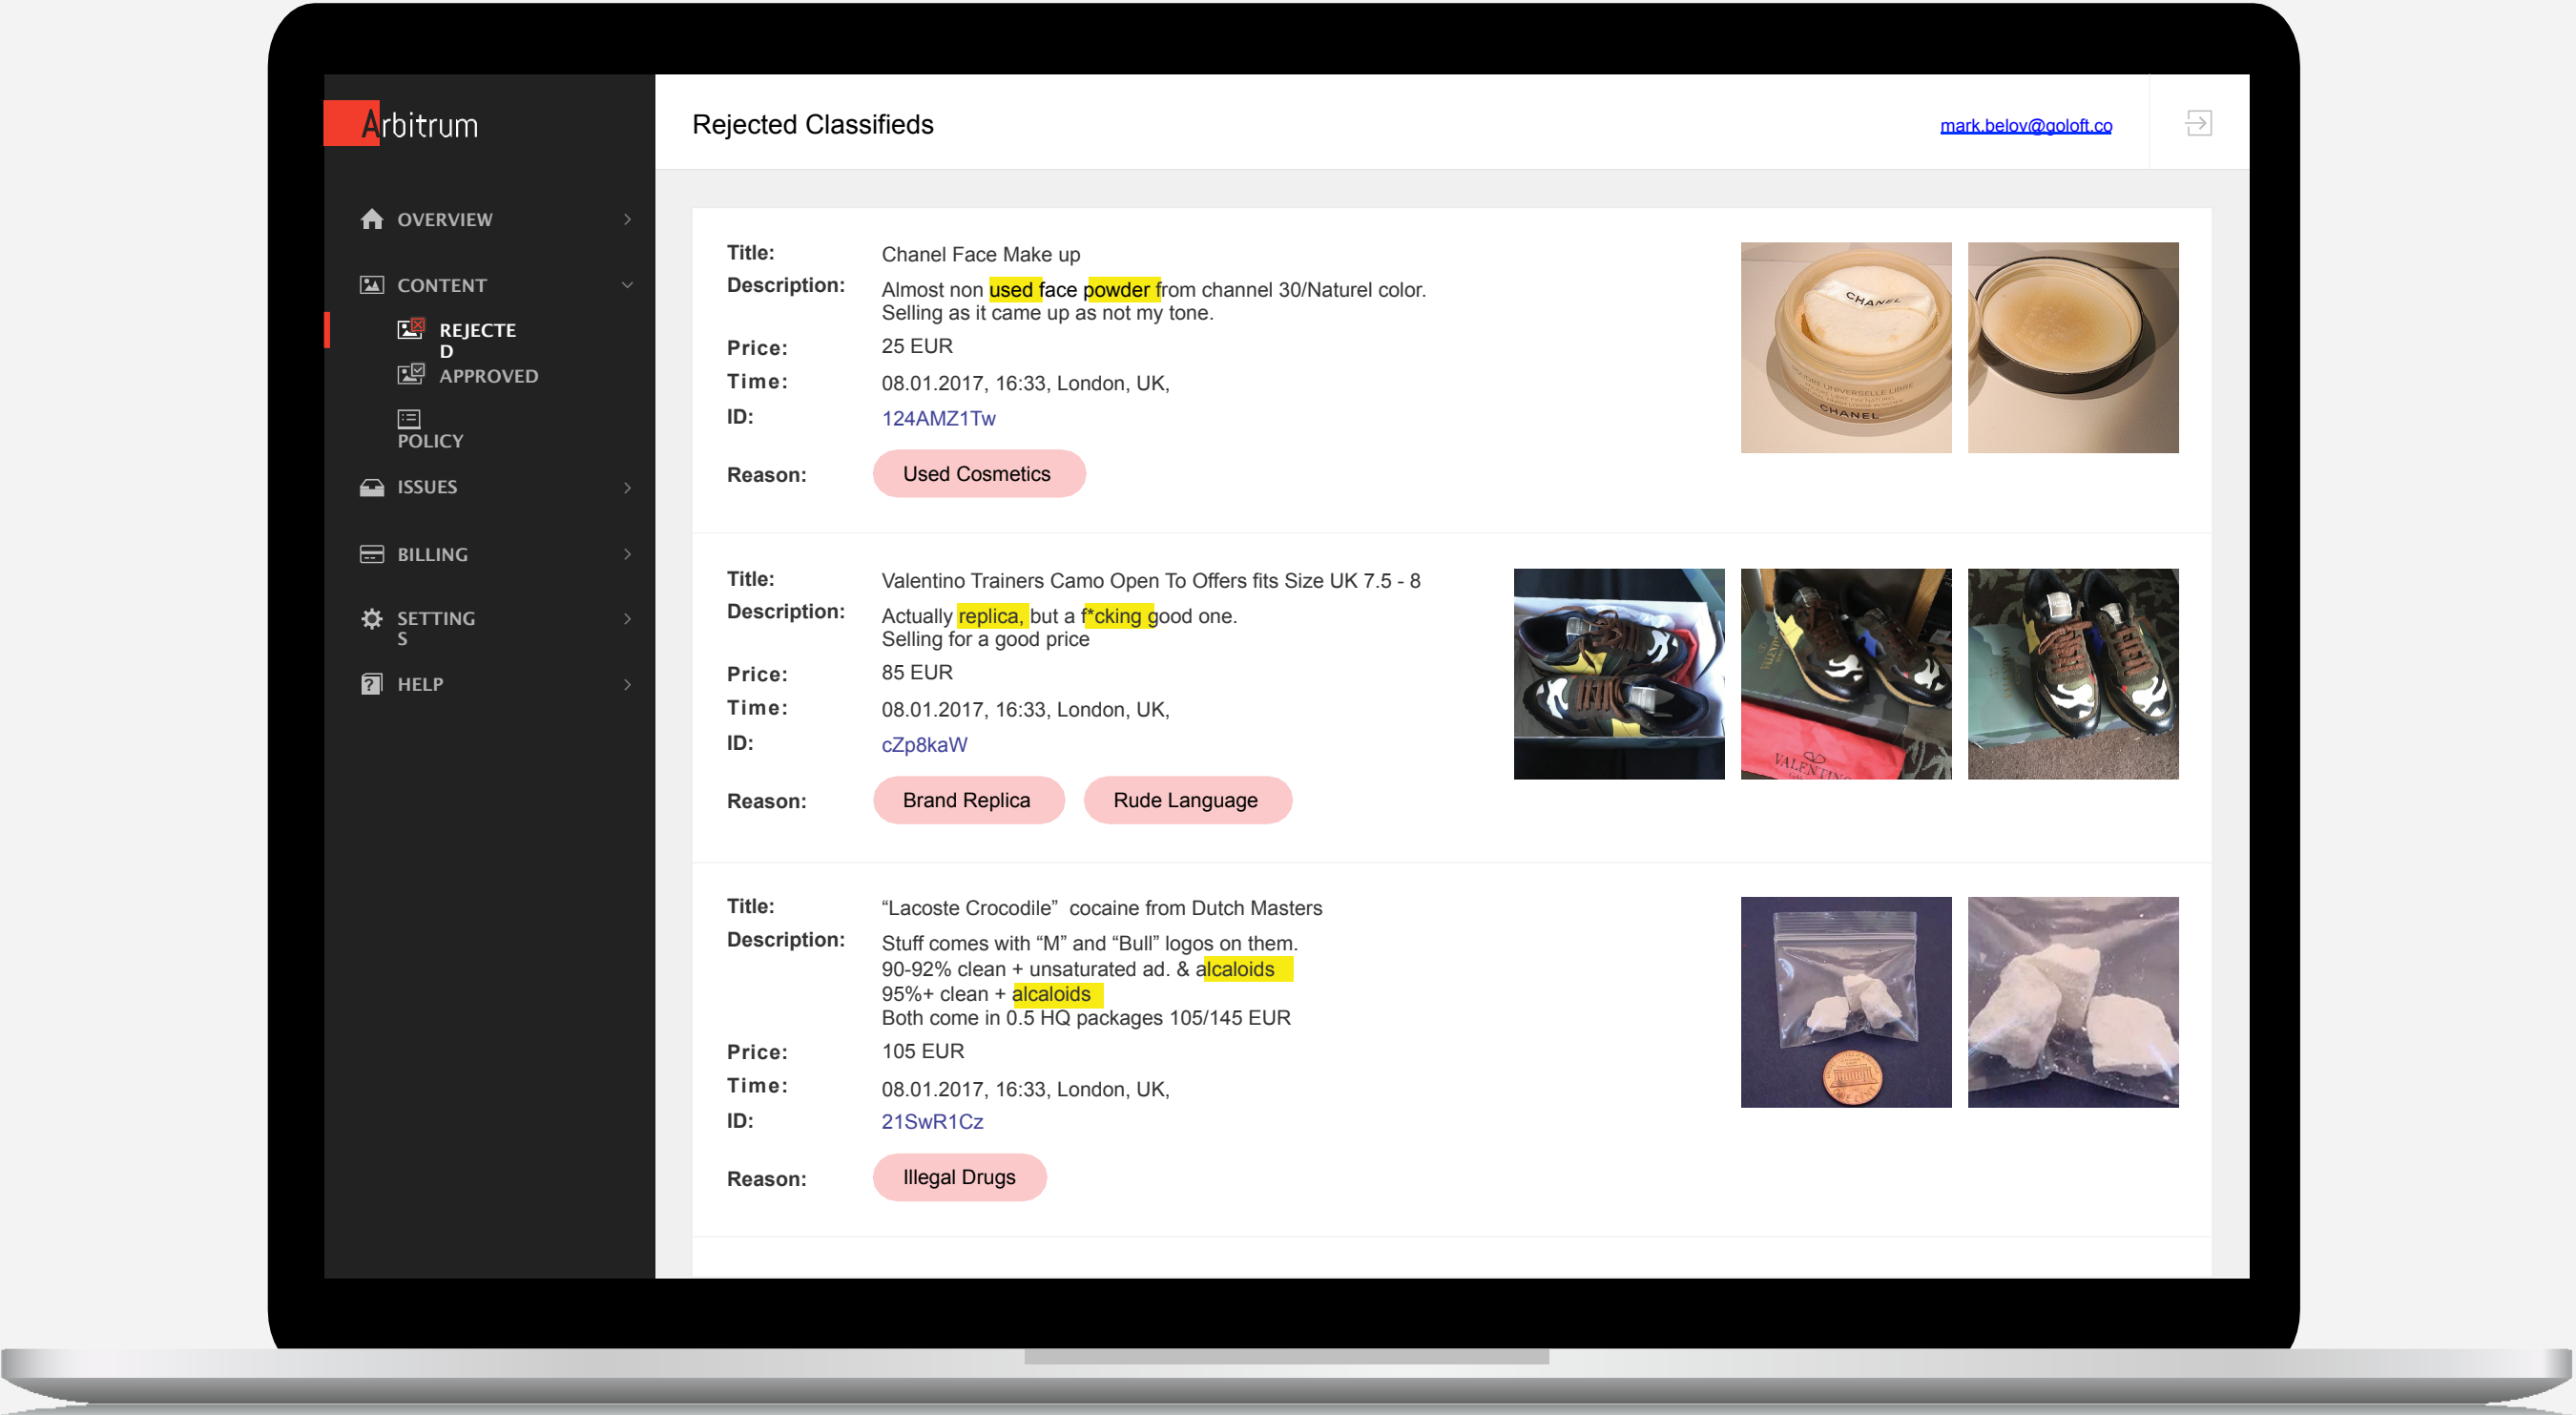 Arbitrum
Rejected Classifieds
mark.belov@goloft.co
OVERVIEW
CONTENT
REJECTE
D
APPROVED
POLICY
ISSUES
BILLING
SETTING
S
HELP
Title: Chanel Face Make up
Description: Almost non used face powder from channel 30/Naturel color.
Selling as it came up as not my tone.
Price: 25 EUR
Time: 08.01.2017, 16:33, London, UK,
ID: 124AMZ1Tw
Reason: Used Cosmetics
CHANEL
POUDRE UNIVERSELLE LIBRE
CHANEL
Title: Valentino Trainers Camo Open To Offers fits Size UK 7.5 - 8
Description: Actually replica, but a f*cking good one.
Selling for a good price
Price: 85 EUR
Time: 08.01.2017, 16:33, London, UK,
ID: cZp8kaW
Reason: Brand Replica Rude Language
VALENTINO
Title: “Lacoste Crocodile” cocaine from Dutch Masters
Description: Stuff comes with “M” and “Bull” logos on them.
90-92% clean + unsaturated ad. & alcaloids
95%+ clean + alcaloids
Both come in 0.5 HQ packages 105/145 EUR
Price: 105 EUR
Time: 08.01.2017, 16:33, London, UK,
ID: 21SwR1Cz
Reason: Illegal Drugs